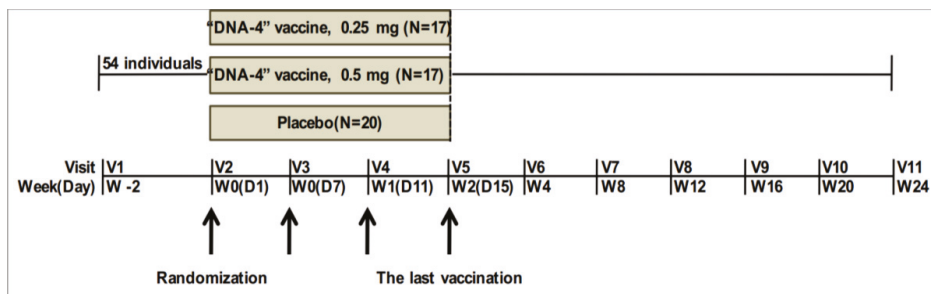 “DNA-4” vaccine, 0.25 mg (N=17)
54 individuals
“DNA-4” vaccine, 0.5 mg (N=17)
Placebo(N=20)
Visit V1 V2 V3 V4 V5 V6 V7 V8 V9 V10 V11
Week(Day) W -2 W0(D1) W0(D7) W1(D11) W2(D15) W4 W8 W12 W16 W20 W24
Randomization The last vaccination